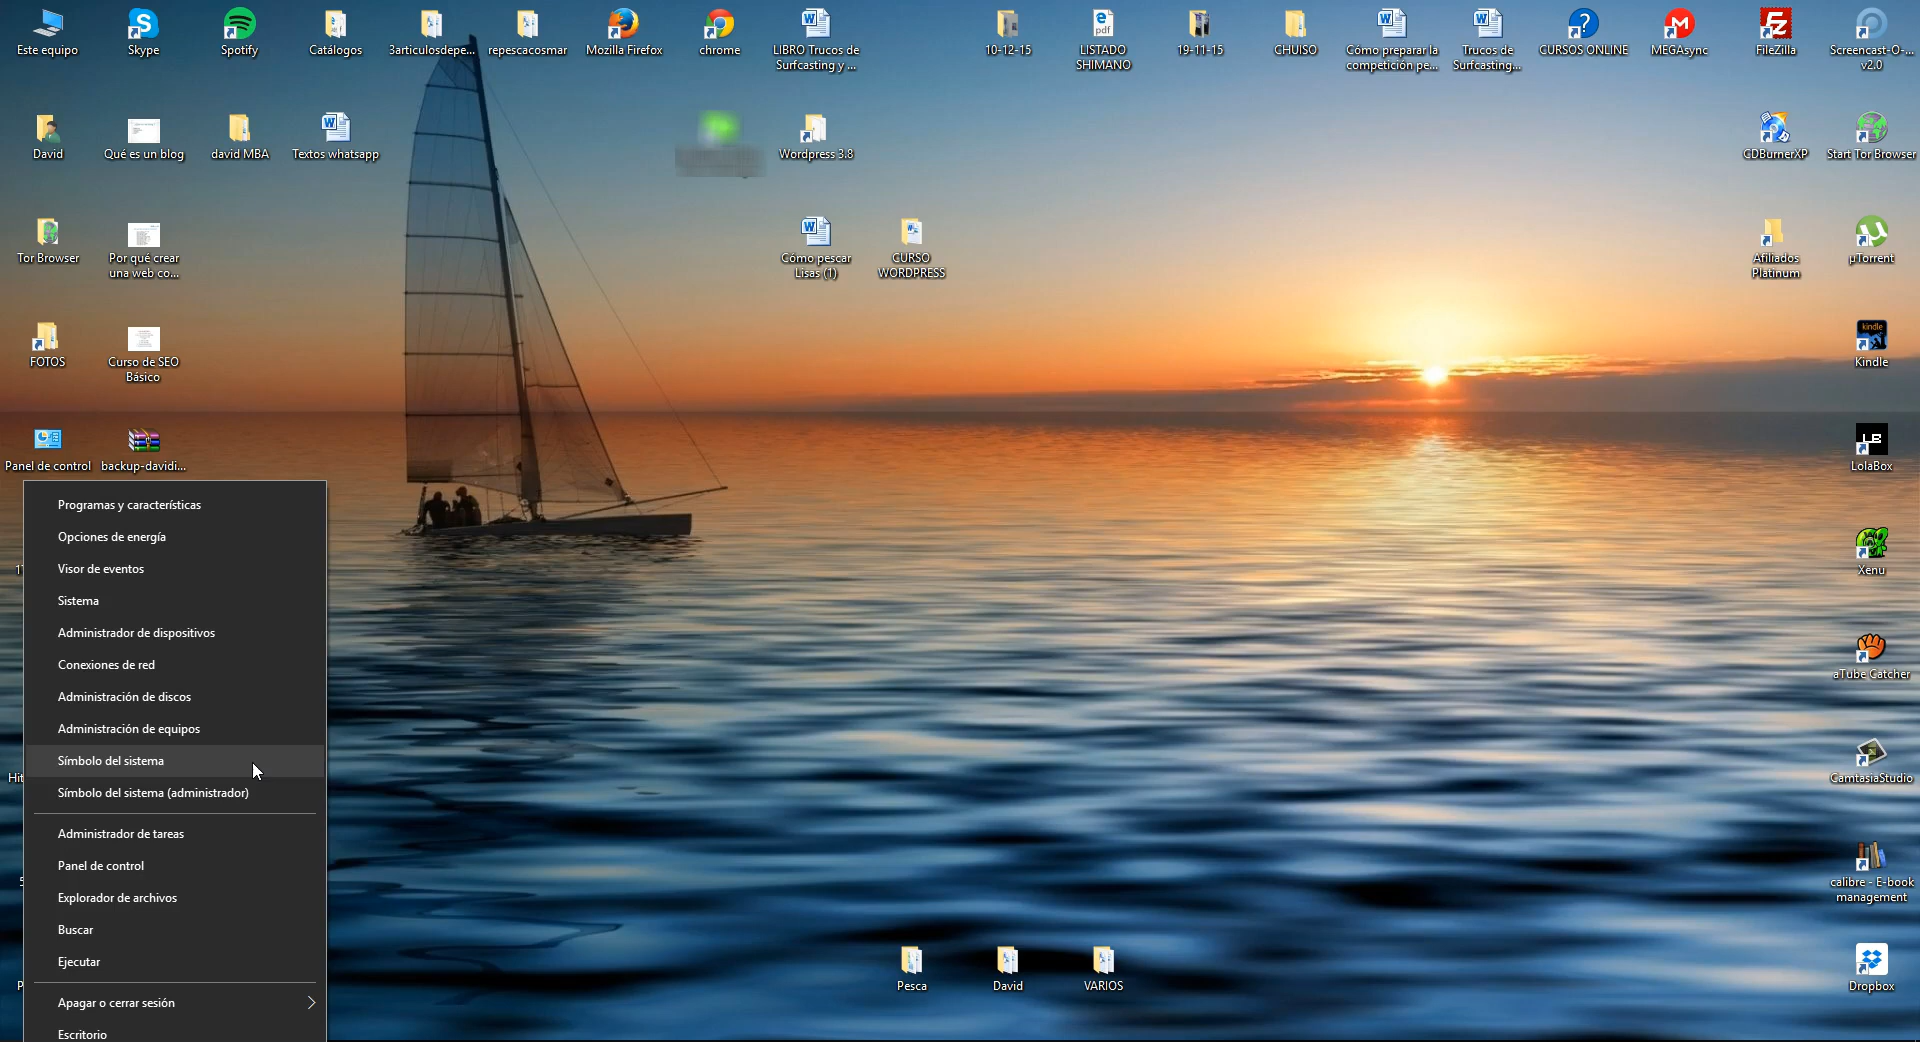 Este equipo
Skype
Spotify
Catálogos
3articulosdepe...
repescacosmar
Mozilla Firefox
chrome
LIBRO Trucos de
Surfcasting y ...
10-12-15
pdf
LISTADO
SHIMANO
19-11-15
CHUISO
Cómo preparar la
competición pe...
Trucos de
Surfcasting...
CURSOS ONLINE
MEGAsync
FileZilla
Screencast-O-...
v2.0
David
Qué es un blog
david MBA
Textos whatsapp
Wordpress 3.8
CDBurnerXP
Start Tor Browser
Tor Browser
Por qué crear
una web co...
Cómo pescar
Lisas (1)
CURSO
WORDPRESS
Afiliados
Platinum
µTorrent
FOTOS
Curso de SEO
Básico
kindle
Kindle
Panel de control
backup-davidi...
LB
LolaBox
Xenu
aTube Catcher
CamtasiaStudio
calibre - E-book
management
Dropbox
Programas y características
Opciones de energía
Visor de eventos
Sistema
Administrador de dispositivos
Conexiones de red
Administración de discos
Administración de equipos
Símbolo del sistema
Símbolo del sistema (administrador)
Administrador de tareas
Panel de control
Explorador de archivos
Buscar
Ejecutar
Apagar o cerrar sesión
Escritorio
Pesca
David
VARIOS